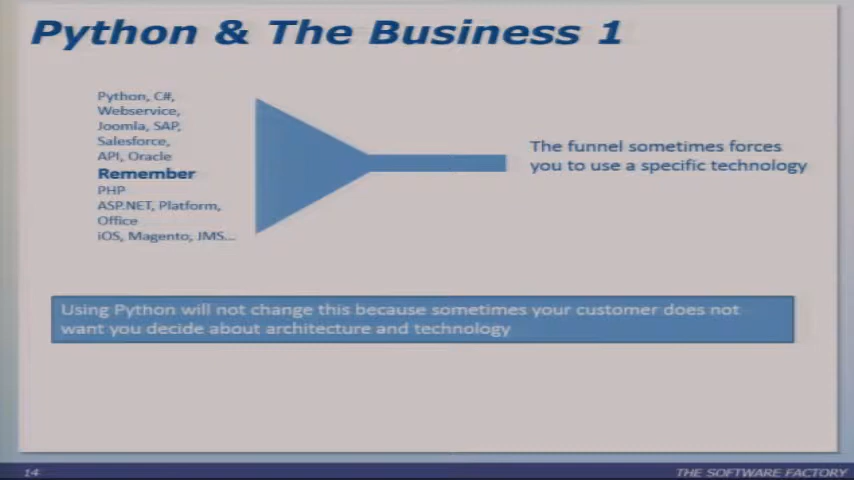 Python & The Business 1
Python, C#,
Webservice,
Joomla, SAP,
Salesforce,
API, Oracle
Remember
PHP
ASP.NET, Platform,
Office
iOS, Magento, JMS...
The funnel sometimes forces
you to use a specific technology
Using Python will not change this because sometimes your customer does not
want you decide about architecture and technology
14
THE SOFTWARE FACTORY